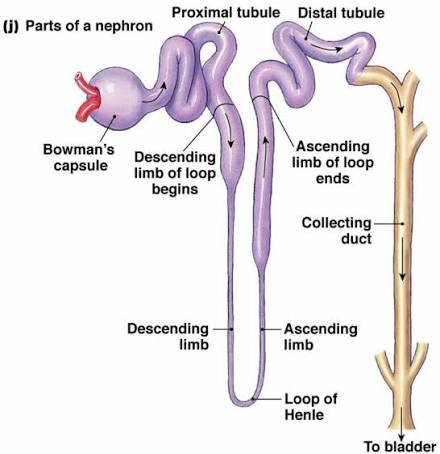 (j) Parts of a nephron
Proximal tubule
Distal tubule
Bowman's
capsule
Descending
limb of loop
begins
Ascending
limb of loop
ends
Collecting
duct
Descending
limb
Ascending
limb
Loop of
Henle
To bladder